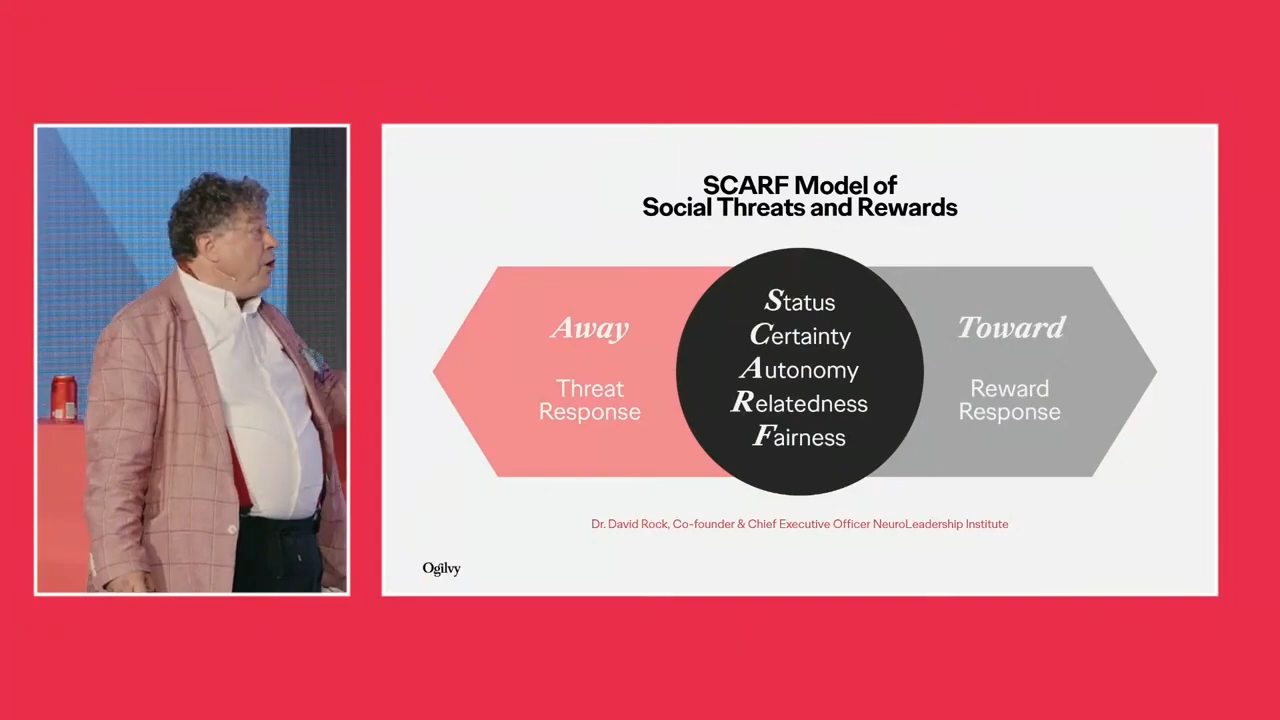 SCARF Model of
Social Threats and Rewards
Away
Threat
Response
Status
Certainty
Autonomy
Relatedness
Fairness
Toward
Reward
Response
Dr. David Rock, Co-founder & Chief Executive Officer NeuroLeadership Institute
Ogilvy